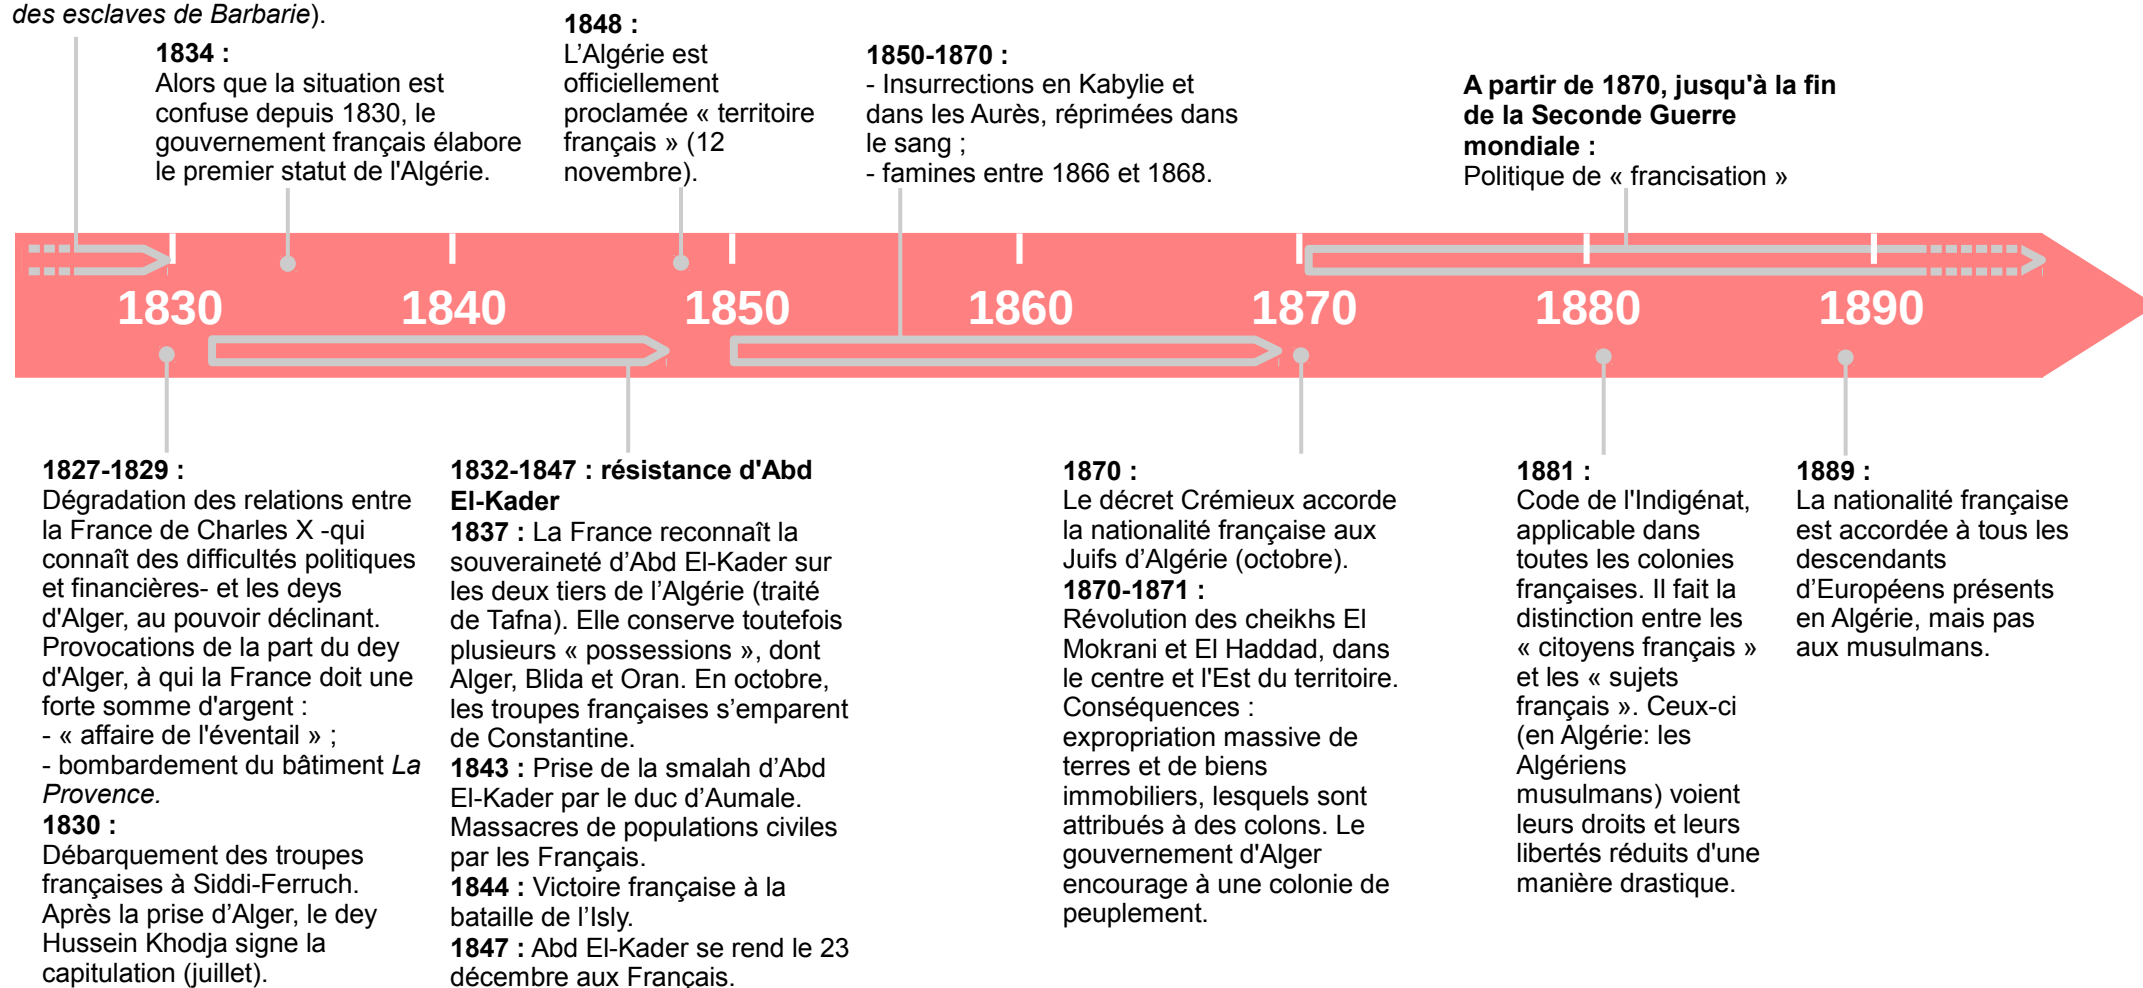 des esclaves de Barbarie).
1834 :
Alors que la situation est
confuse depuis 1830, le
gouvernement français élabore
le premier statut de l'Algérie.
1848 :
L’Algérie est
officiellement
proclamée « territoire
français » (12
novembre).
1850-1870 :
- Insurrections en Kabylie et
dans les Aurès, réprimées dans
le sang ;
- famines entre 1866 et 1868.
A partir de 1870, jusqu'à la fin
de la Seconde Guerre
mondiale :
Politique de « francisation »
1830
1840
1850
1860
1870
1880
1890
1827-1829 :
Dégradation des relations entre
la France de Charles X -qui
connaît des difficultés politiques
et financières- et les deys
d'Alger, au pouvoir déclinant.
Provocations de la part du dey
d'Alger, à qui la France doit une
forte somme d'argent :
- « affaire de l'éventail » ;
- bombardement du bâtiment La
Provence.
1830 :
Débarquement des troupes
françaises à Siddi-Ferruch.
Après la prise d’Alger, le dey
Hussein Khodja signe la
capitulation (juillet).
1832-1847 : résistance d'Abd
El-Kader
1837 : La France reconnaît la
souveraineté d’Abd El-Kader sur
les deux tiers de l’Algérie (traité
de Tafna). Elle conserve toutefois
plusieurs « possessions », dont
Alger, Blida et Oran. En octobre,
les troupes françaises s’emparent
de Constantine.
1843 : Prise de la smalah d’Abd
El-Kader par le duc d’Aumale.
Massacres de populations civiles
par les Français.
1844 : Victoire française à la
bataille de l’Isly.
1847 : Abd El-Kader se rend le 23
décembre aux Français.
1870 :
Le décret Crémieux accorde
la nationalité française aux
Juifs d’Algérie (octobre).
1870-1871 :
Révolution des cheikhs El
Mokrani et El Haddad, dans
le centre et l'Est du territoire.
Conséquences :
expropriation massive de
terres et de biens
immobiliers, lesquels sont
attribués à des colons. Le
gouvernement d'Alger
encourage à une colonie de
peuplement.
1881 :
Code de l'Indigénat,
applicable dans
toutes les colonies
françaises. Il fait la
distinction entre les
« citoyens français »
et les « sujets
français ». Ceux-ci
(en Algérie: les
Algériens
musulmans) voient
leurs droits et leurs
libertés réduits d'une
manière drastique.
1889 :
La nationalité française
est accordée à tous les
descendants
d’Européens présents
en Algérie, mais pas
aux musulmans.